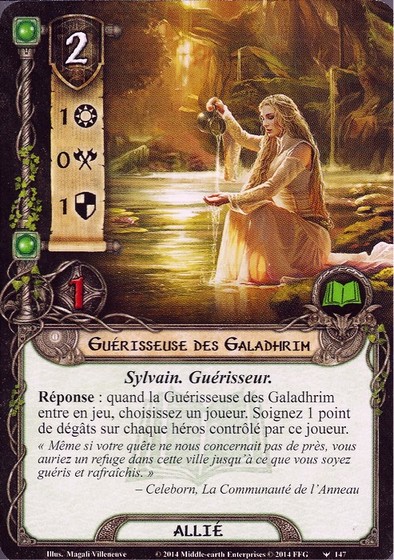 2
1
0
1
1
Guérisseuse des Galadhrim
Sylvain. Guérisseur.
Réponse : quand la Guérisseuse des Galadhrim
entre en jeu, choisissez un joueur. Soignez 1 point
de dégâts sur chaque héros contrôlé par ce joueur.
« Même si votre quête ne nous concernait pas de près, vous
auriez un refuge dans cette ville jusqu'à ce que vous soyez
guéris et rafraîchis. »
– Celeborn, La Communauté de l'Anneau
Allié
Illus. Magali Villeneuve © 2014 Middle-earth Enterprises © 2014 FFG 147